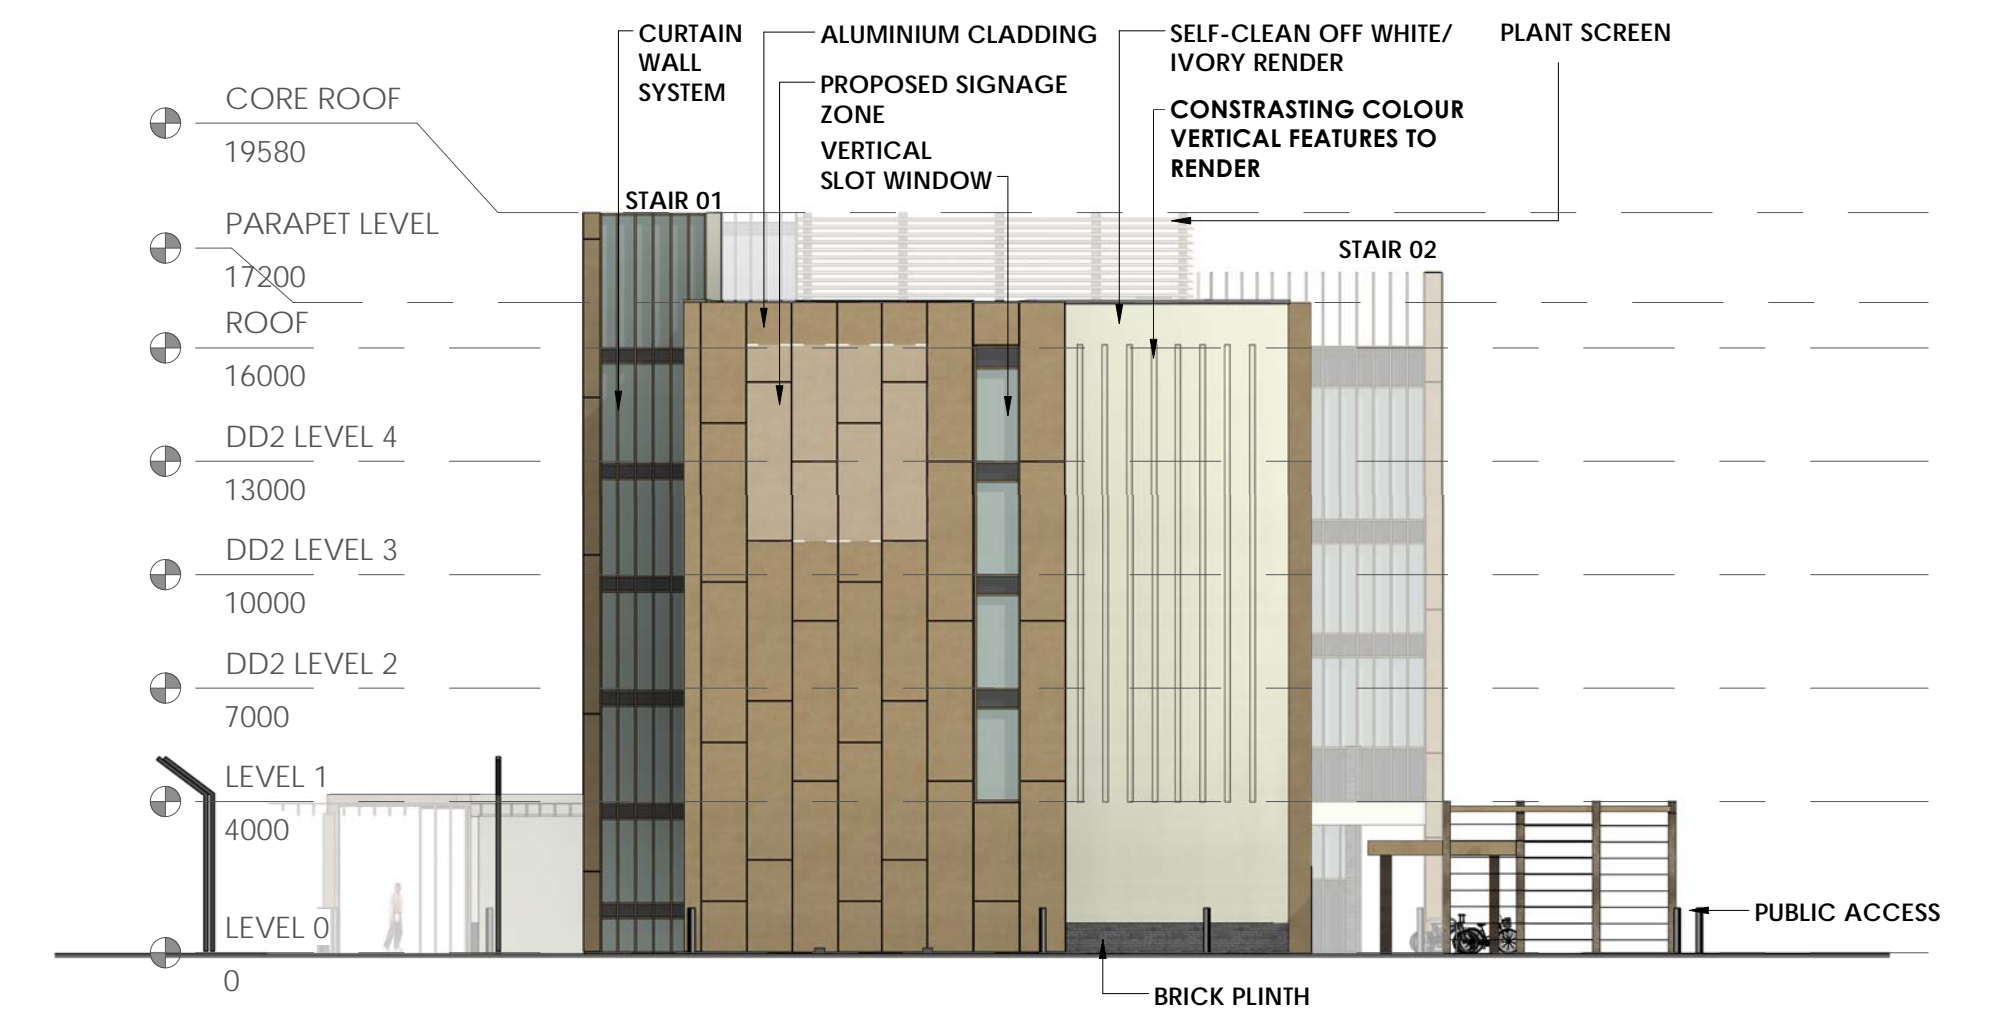 CURTAIN
WALL
SYSTEM
ALUMINIUM CLADDING
PROPOSED SIGNAGE
ZONE
VERTICAL
SLOT WINDOW
SELF-CLEAN OFF WHITE/
IVORY RENDER
CONSTRASTING COLOUR
VERTICAL FEATURES TO
RENDER
PLANT SCREEN
STAIR 01
STAIR 02
CORE ROOF
19580
PARAPET LEVEL
17200
ROOF
16000
DD2 LEVEL 4
13000
DD2 LEVEL 3
10000
DD2 LEVEL 2
7000
LEVEL 1
4000
LEVEL 0
0
PUBLIC ACCESS
BRICK PLINTH